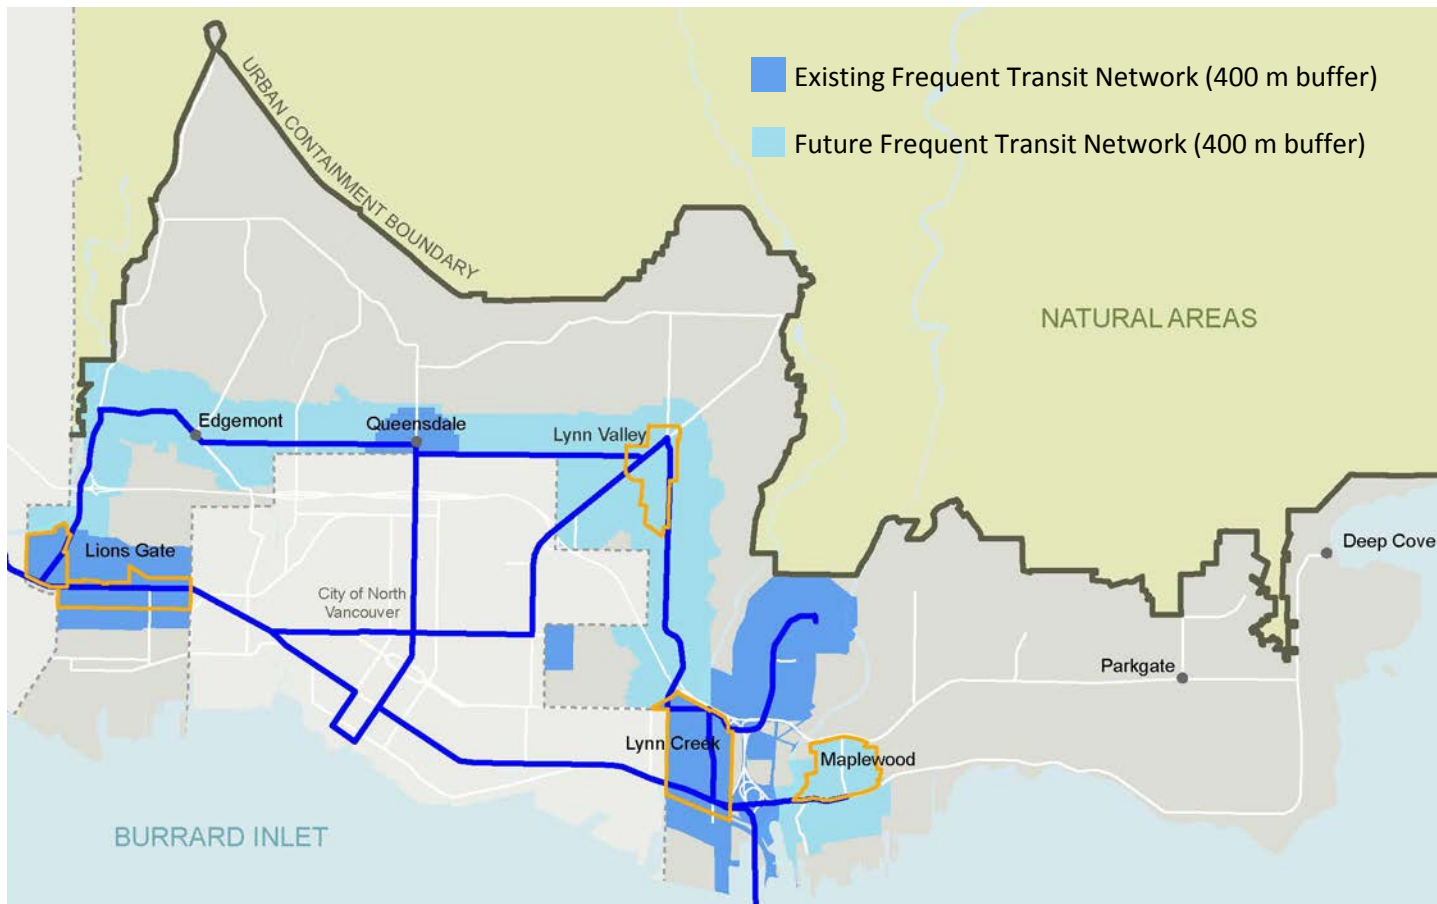 Existing Frequent Transit Network (400 m buffer)
Future Frequent Transit Network (400 m buffer)
URBAN CONTAINMENT BOUNDARY
NATURAL AREAS
Edgemont
Queensdale
Lynn Valley
Lions Gate
Deep Cove
City of North
Vancouver
Parkgate
Lynn Creek
Maplewood
BURRARD INLET